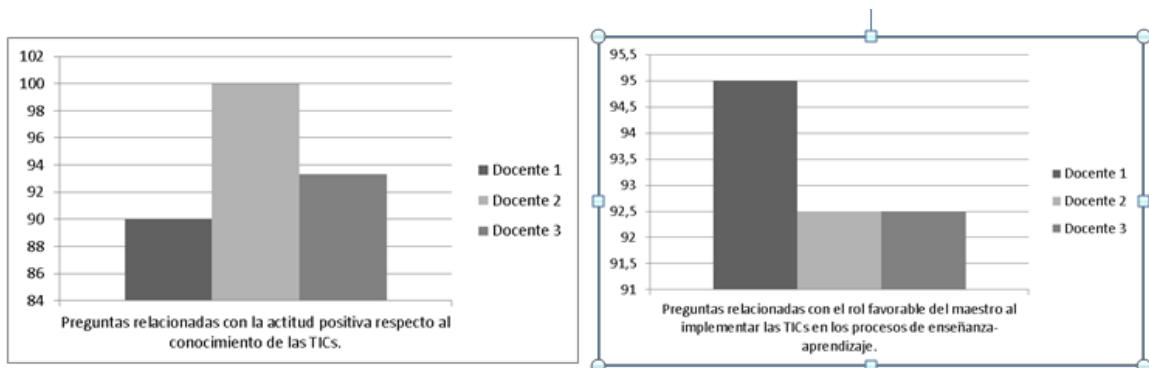 102
100
98
96
94
92
90
88
86
84
Docente 1
Docente 2
Docente 3
Preguntas relacionadas con la actitud positiva respecto al
conocimiento de las TICs.
95,5
95
94,5
94
93,5
93
92,5
92
91,5
91
Docente 1
Docente 2
Docente 3
Preguntas relacionadas con el rol favorable del maestro al
implementar las TICs en los procesos de enseñanza-
aprendizaje.